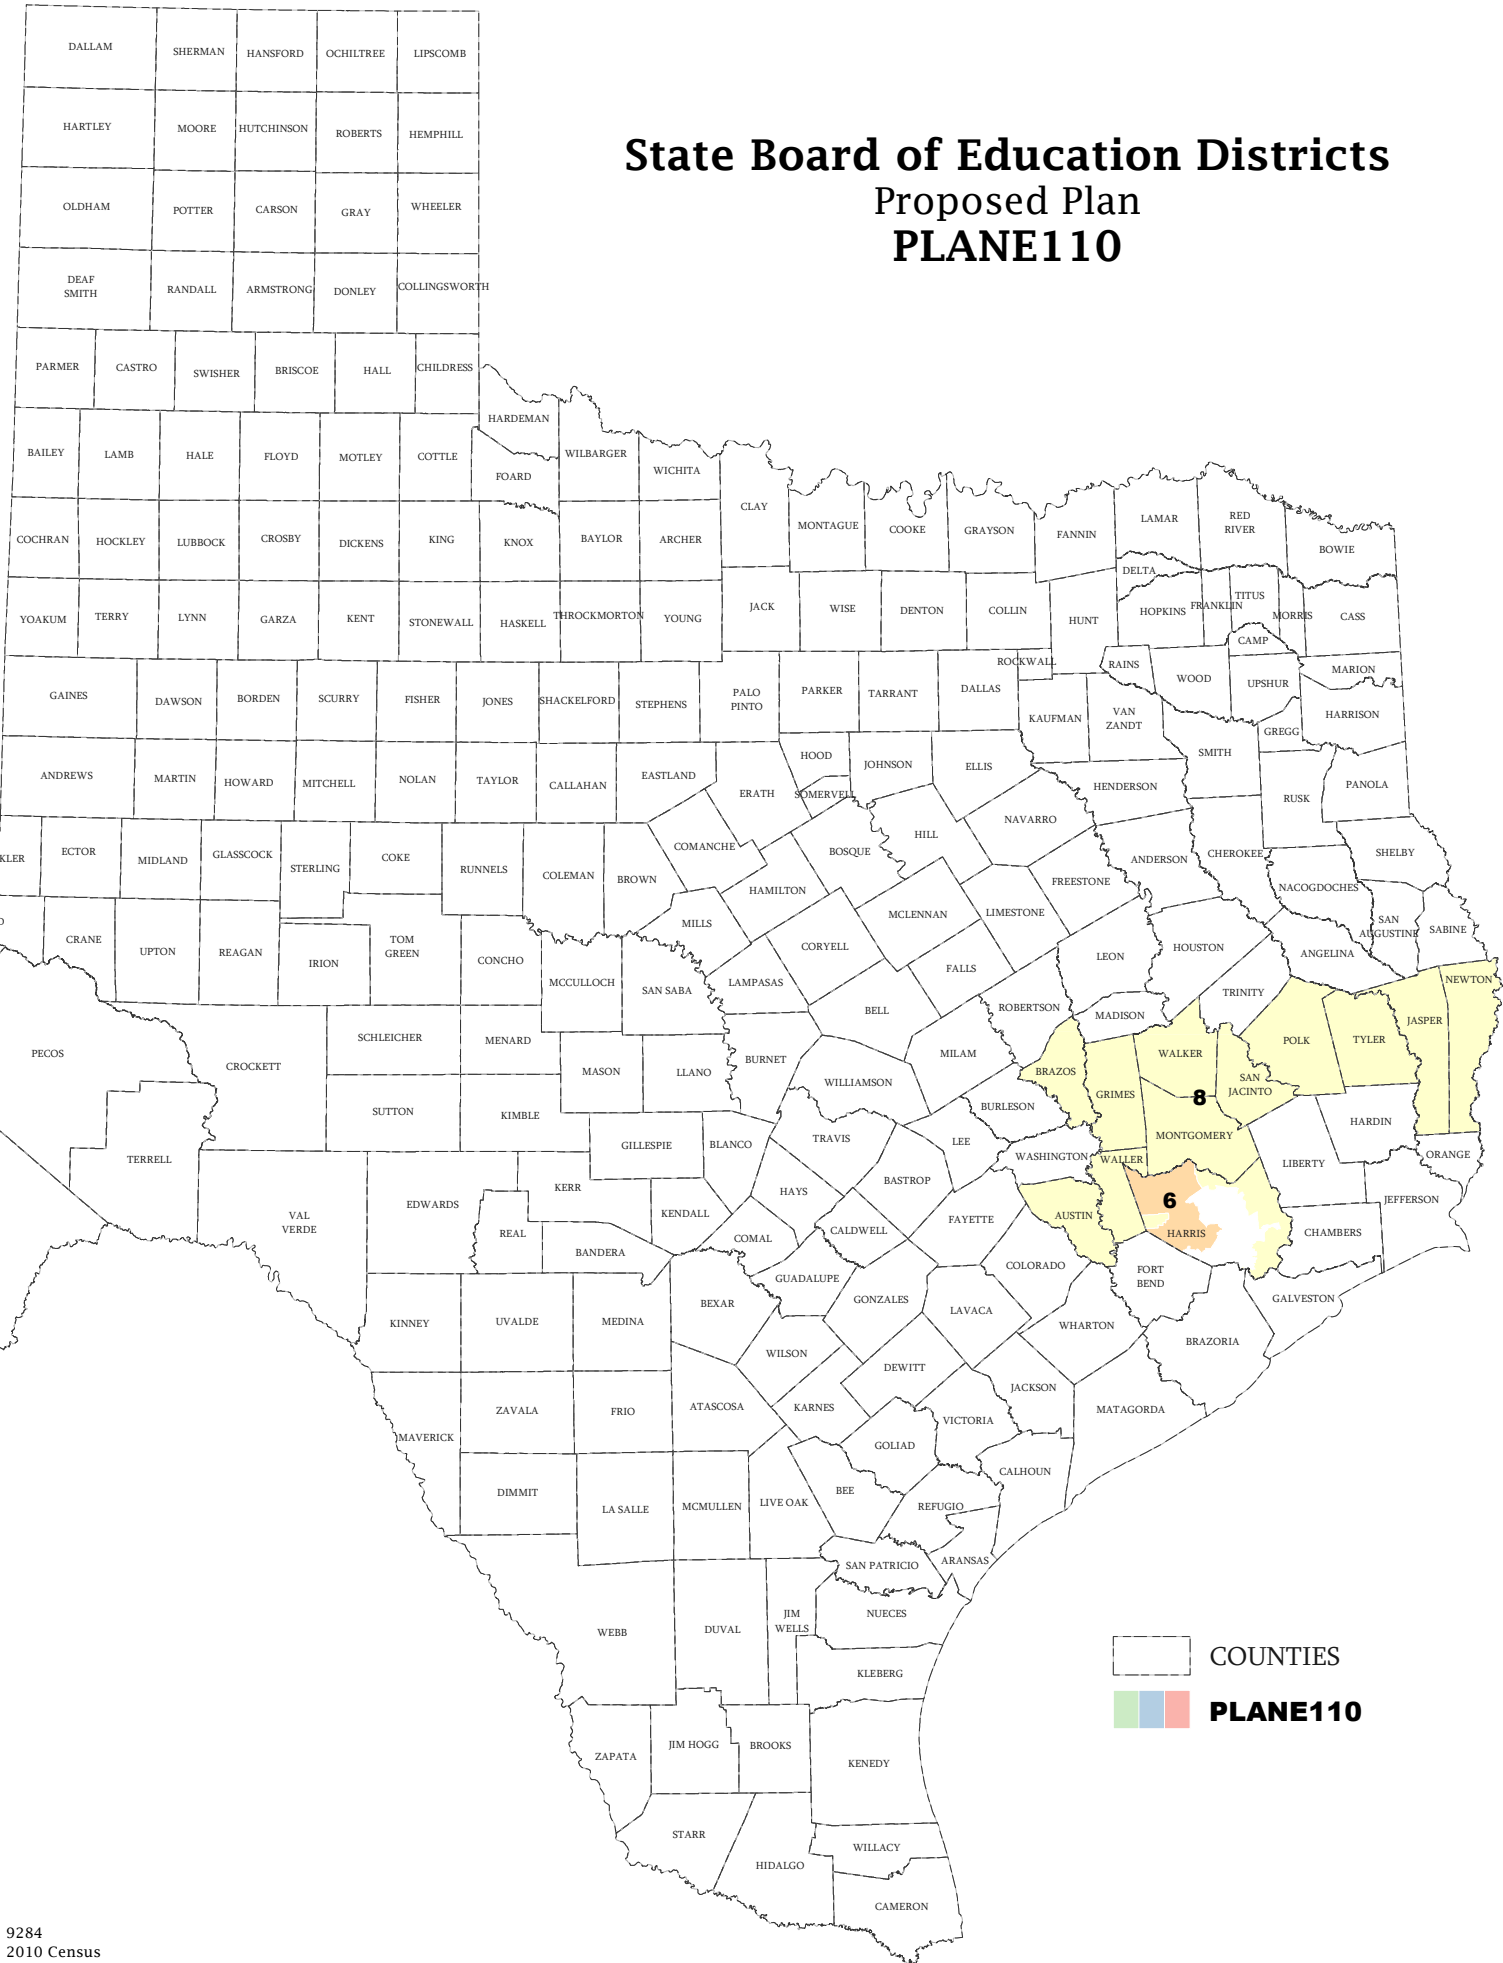 State Board of Education Districts
Proposed Plan
PLANE110
DALLAM
SHERMAN
HANSFORD
OCHILTREE
LIPSCOMB
HARTLEY
MOORE
HUTCHINSON
ROBERTS
HEMPHILL
OLDHAM
POTTER
CARSON
GRAY
WHEELER
DEAF
SMITH
RANDALL
ARMSTRONG
DONLEY
COLLINGSWORTH
PARMER
CASTRO
SWISHER
BRISCOE
HALL
CHILDRESS
HARDEMAN
BAILEY
LAMB
HALE
FLOYD
MOTLEY
COTTLE
FOARD
WILBARGER
WICHITA
CLAY
MONTAGUE
COOKE
GRAYSON
FANNIN
LAMAR
RED
RIVER
BOWIE
COCHRAN
HOCKLEY
LUBBOCK
CROSBY
DICKENS
KING
KNOX
BAYLOR
ARCHER
DELTA
YOAKUM
TERRY
LYNN
GARZA
KENT
STONEWALL
HASKELL
THROCKMORTON
YOUNG
JACK
WISE
DENTON
COLLIN
HUNT
HOPKINS
FRANKLIN
TITUS
MORRIS
CASS
CAMP
GAINES
DAWSON
BORDEN
SCURRY
FISHER
JONES
SHACKELFORD
STEPHENS
PALO
PINTO
PARKER
TARRANT
DALLAS
ROCKWALL
RAINS
WOOD
UPSHUR
MARION
HARRISON
KAUFMAN
VAN
ZANDT
GREGG
SMITH
ANDREWS
MARTIN
HOWARD
MITCHELL
NOLAN
TAYLOR
CALLAHAN
EASTLAND
ERATH
HOOD
SOMERVELL
JOHNSON
ELLIS
HENDERSON
RUSK
PANOLA
KLER
ECTOR
MIDLAND
GLASSCOCK
STERLING
COKE
RUNNELS
COLEMAN
BROWN
COMANCHE
HAMILTON
BOSQUE
HILL
NAVARRO
ANDERSON
CHEROKEE
SHELBY
NACOGDOCHES
FREESTONE
LIMESTONE
MCLENNAN
MILLS
CORYELL
O
CRANE
UPTON
REAGAN
IRION
TOM
GREEN
CONCHO
MCCULLOCH
SAN SABA
LAMPASAS
FALLS
LEON
HOUSTON
ANGELINA
SAN
AUGUSTINE
SABINE
NEWTON
TRINITY
BELL
ROBERTSON
MADISON
POLK
TYLER
JASPER
PECOS
CROCKETT
SCHLEICHER
MENARD
MASON
LLANO
BURNET
WILLIAMSON
MILAM
BRAZOS
WALKER
GRIMES
SAN
JACINTO
8
SUTTON
KIMBLE
BURLESON
HARDIN
MONTGOMERY
TERRELL
GILLESPIE
BLANCO
TRAVIS
LEE
WASHINGTON
WALLER
LIBERTY
ORANGE
JEFFERSON
VAL
VERDE
EDWARDS
KERR
REAL
KENDALL
BANDERA
HAYS
BASTROP
COMAL
CALDWELL
FAYETTE
AUSTIN
6
HARRIS
CHAMBERS
GALVESTON
FORT
BEND
COLORADO
GUADALUPE
GONZALES
LAVACA
WHARTON
BRAZORIA
KINNEY
UVALDE
MEDINA
BEXAR
WILSON
DEWITT
JACKSON
MATAGORDA
MAVERICK
ZAVALA
FRIO
ATASCOSA
KARNES
VICTORIA
GOLIAD
CALHOUN
DIMMIT
LA SALLE
MCMULLEN
LIVE OAK
BEE
REFUGIO
ARANSAS
SAN PATRICIO
WEBB
DUVAL
JIM
WELLS
NUECES
KLEBERG
ZAPATA
JIM HOGG
BROOKS
KENEDY
STARR
HIDALGO
WILLACY
CAMERON
COUNTIES
PLANE110
9284
2010 Census